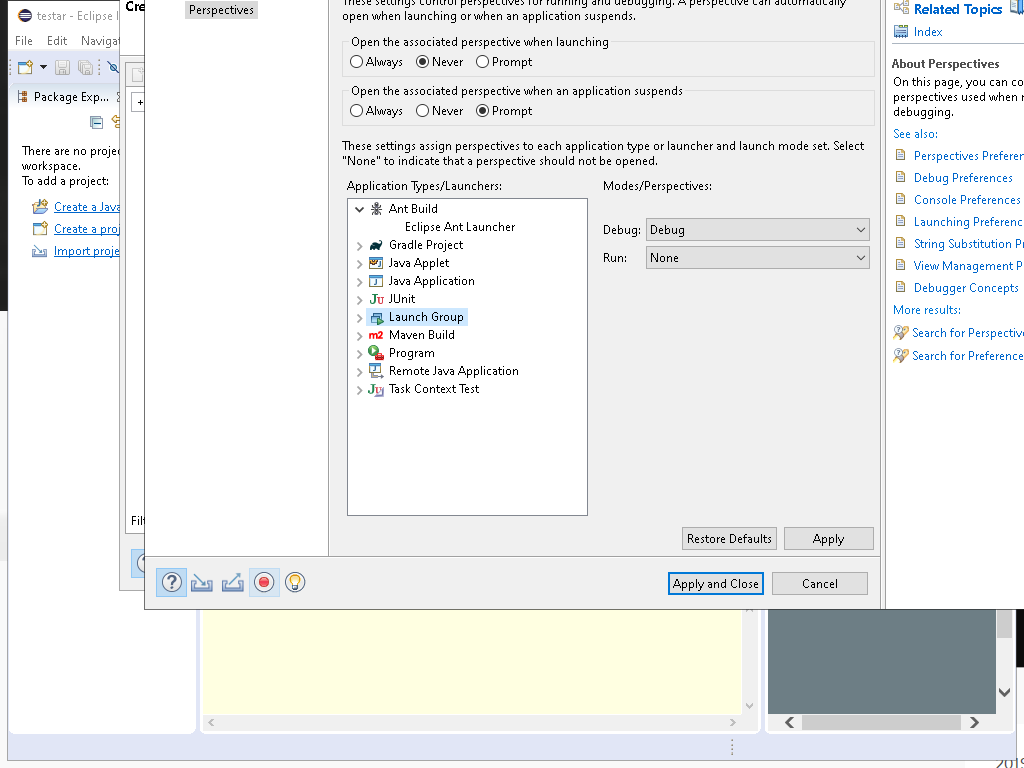 testar - Eclipse I
File Edit Navigat
Package Exp...
There are no proje
workspace.
To add a project:
Create a Java
Create a proj
Import proje
Cre
Filt
Perspectives
These settings control perspectives for running and debugging. A perspective can automatically
open when launching or when an application suspends.
Open the associated perspective when launching
Always Never Prompt
Open the associated perspective when an application suspends
Always Never Prompt
These settings assign perspectives to each application type or launcher and launch mode set. Select
"None" to indicate that a perspective should not be opened.
Application Types/Launchers:
Ant Build
Eclipse Ant Launcher
Gradle Project
Java Applet
Java Application
JUnit
Launch Group
Maven Build
Program
Remote Java Application
Task Context Test
Modes/Perspectives:
Debug: Debug
Run: None
Restore Defaults Apply
Apply and Close Cancel
Related Topics
Index
About Perspectives
On this page, you can co
perspectives used when r
debugging.
See also:
Perspectives Preferen
Debug Preferences
Console Preferences
Launching Preferenc
String Substitution Pr
View Management P
Debugger Concepts
More results:
Search for Perspective
Search for Preference
2019